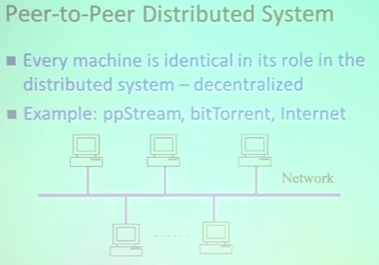 Peer-to-Peer Distributed System
Every machine is identical in its role in the
distributed system – decentralized
Example: ppStream, bitTorrent, Internet
Network